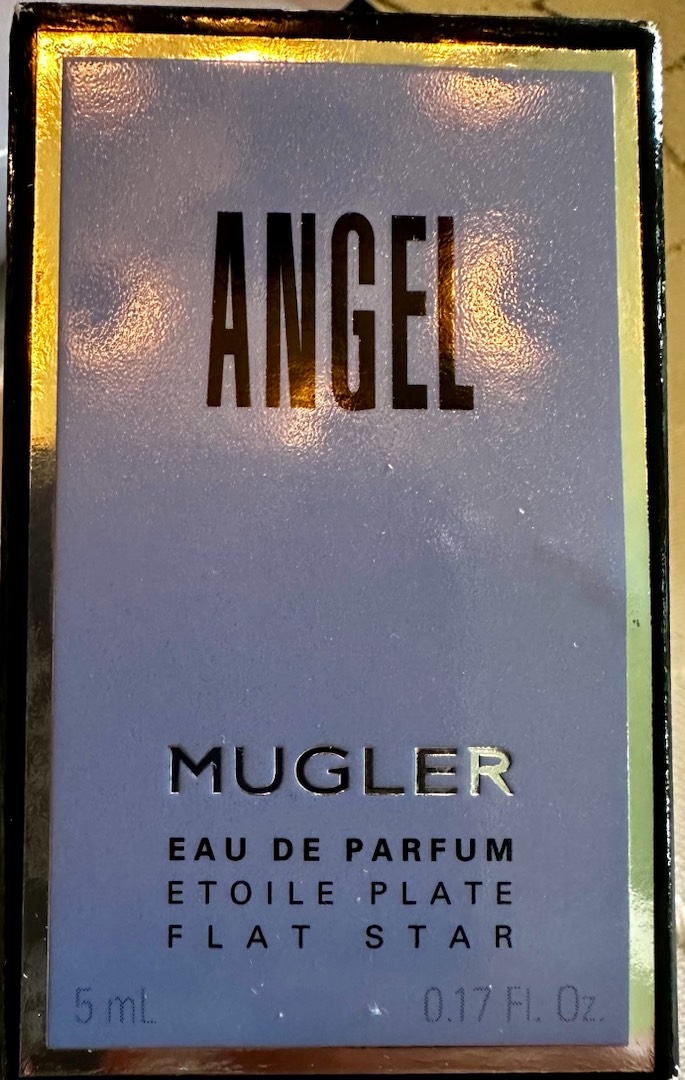 ANGEL
MUGLER
EAU DE PARFUM
ETOILE PLATE
FLAT STAR
5 mL 0.17 Fl. Oz.